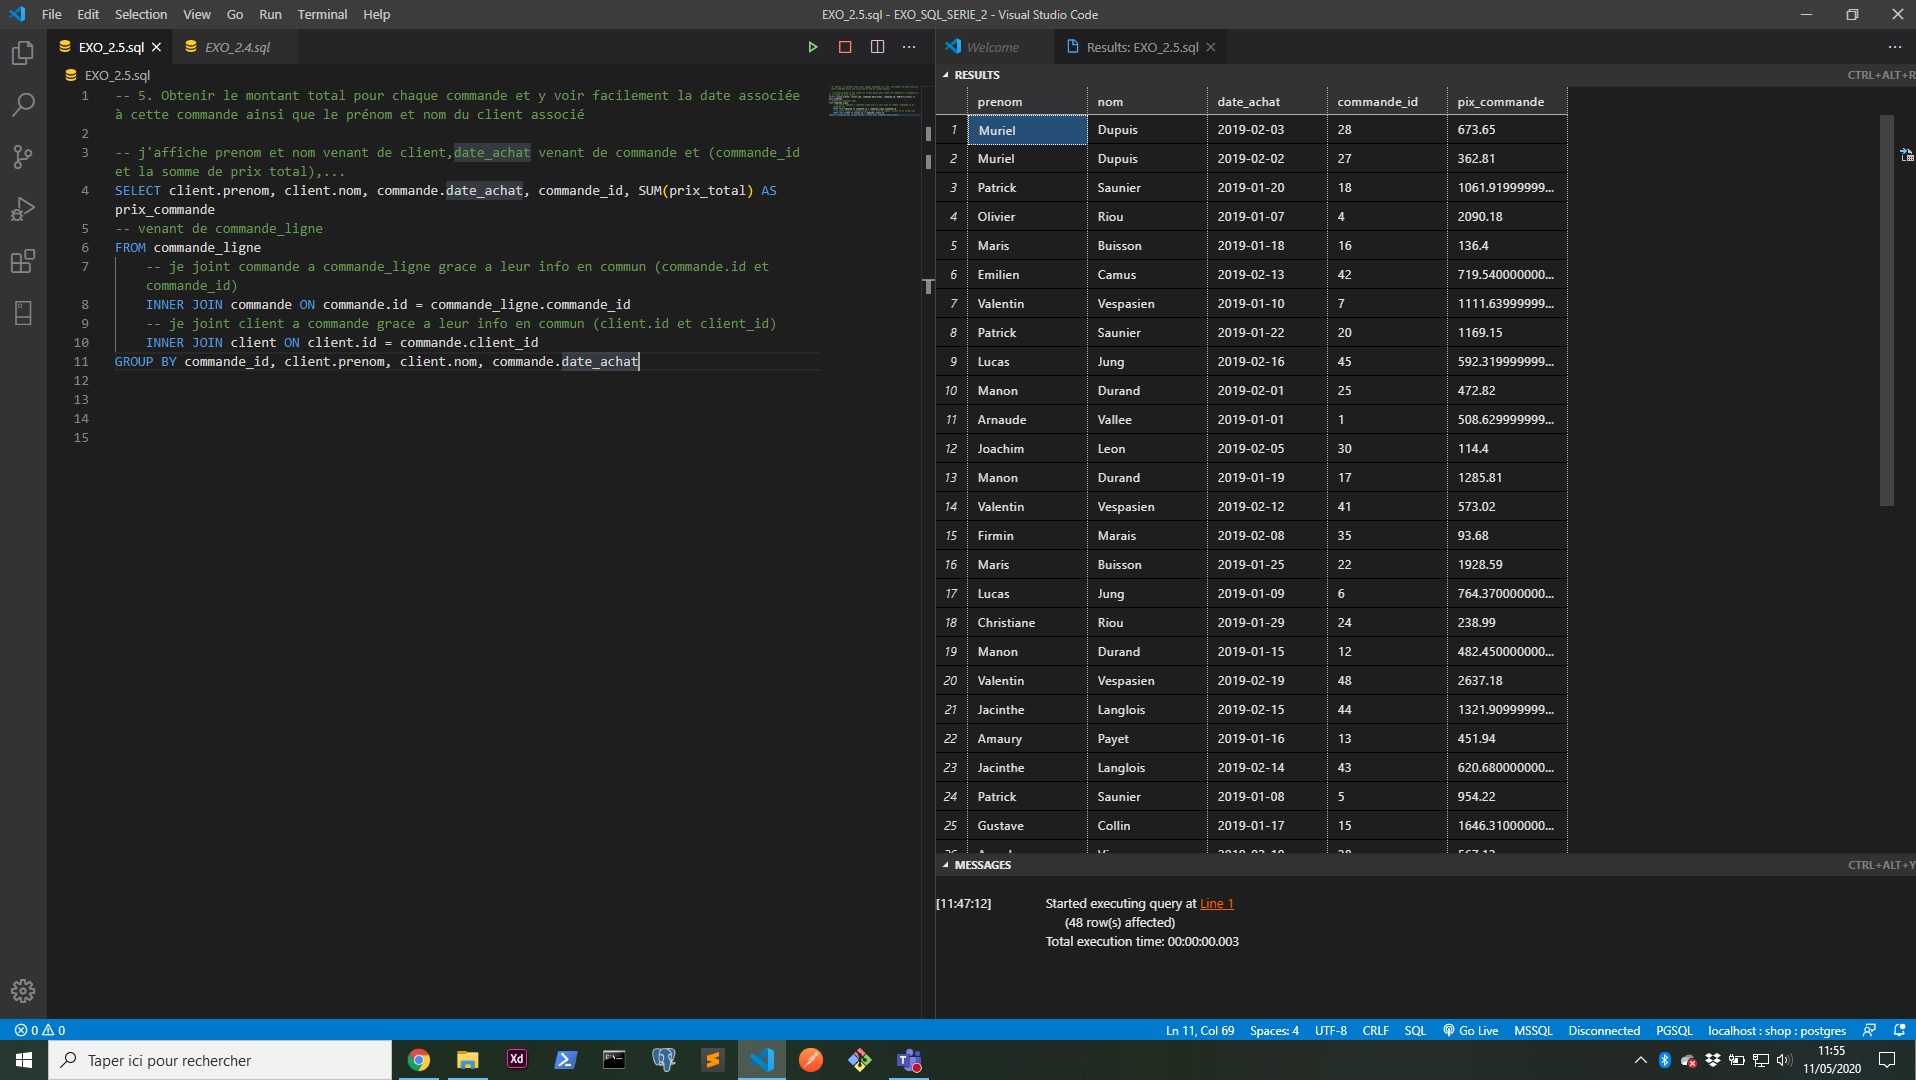 File Edit Selection View Go Run Terminal Help
EXO_2.5.sql - EXO_SQL_SERIE_2 - Visual Studio Code
EXO_2.5.sql
EXO_2.4.sql
EXO_2.5.sql
1 -- 5. Obtenir le montant total pour chaque commande et y voir facilement la date associée
à cette commande ainsi que le prénom et nom du client associé
2
3 -- j'affiche prenom et nom venant de client,date_achat venant de commande et (commande_id
et la somme de prix total),...
4 SELECT client.prenom, client.nom, commande.date_achat, commande_id, SUM(prix_total) AS
prix_commande
5 -- venant de commande_ligne
6 FROM commande_ligne
7 -- je joint commande a commande_ligne grace a leur info en commun (commande.id et
commande_id)
8 INNER JOIN commande ON commande.id = commande_ligne.commande_id
9 -- je joint client a commande grace a leur info en commun (client.id et client_id)
10 INNER JOIN client ON client.id = commande.client_id
11 GROUP BY commande_id, client.prenom, client.nom, commande.date_achat
12
13
14
15
Welcome
Results: EXO_2.5.sql
RESULTS CTRL+ALT+R
prenom nom date_achat commande_id pix_commande
1 Muriel Dupuis 2019-02-03 28 673.65
2 Muriel Dupuis 2019-02-02 27 362.81
3 Patrick Saunier 2019-01-20 18 1061.91999999...
4 Olivier Riou 2019-01-07 4 2090.18
5 Maris Buisson 2019-01-18 16 136.4
6 Emilien Camus 2019-02-13 42 719.540000000...
7 Valentin Vespasien 2019-01-10 7 1111.63999999...
8 Patrick Saunier 2019-01-22 20 1169.15
9 Lucas Jung 2019-02-16 45 592.319999999...
10 Manon Durand 2019-02-01 25 472.82
11 Arnaude Vallee 2019-01-01 1 508.629999999...
12 Joachim Leon 2019-02-05 30 114.4
13 Manon Durand 2019-01-19 17 1285.81
14 Valentin Vespasien 2019-02-12 41 573.02
15 Firmin Marais 2019-02-08 35 93.68
16 Maris Buisson 2019-01-25 22 1928.59
17 Lucas Jung 2019-01-09 6 764.370000000...
18 Christiane Riou 2019-01-29 24 238.99
19 Manon Durand 2019-01-15 12 482.450000000...
20 Valentin Vespasien 2019-02-19 48 2637.18
21 Jacinthe Langlois 2019-02-15 44 1321.90999999...
22 Amaury Payet 2019-01-16 13 451.94
23 Jacinthe Langlois 2019-02-14 43 620.680000000...
24 Patrick Saunier 2019-01-08 5 954.22
25 Gustave Collin 2019-01-17 15 1646.31000000...
MESSAGES CTRL+ALT+Y
[11:47:12] Started executing query at Line 1
(48 row(s) affected)
Total execution time: 00:00:00.003
0 0 Ln 11, Col 69 Spaces: 4 UTF-8 CRLF SQL Go Live MSSQL Disconnected PGSQL localhost : shop : postgres
Taper ici pour rechercher
Xd
11:55
11/05/2020